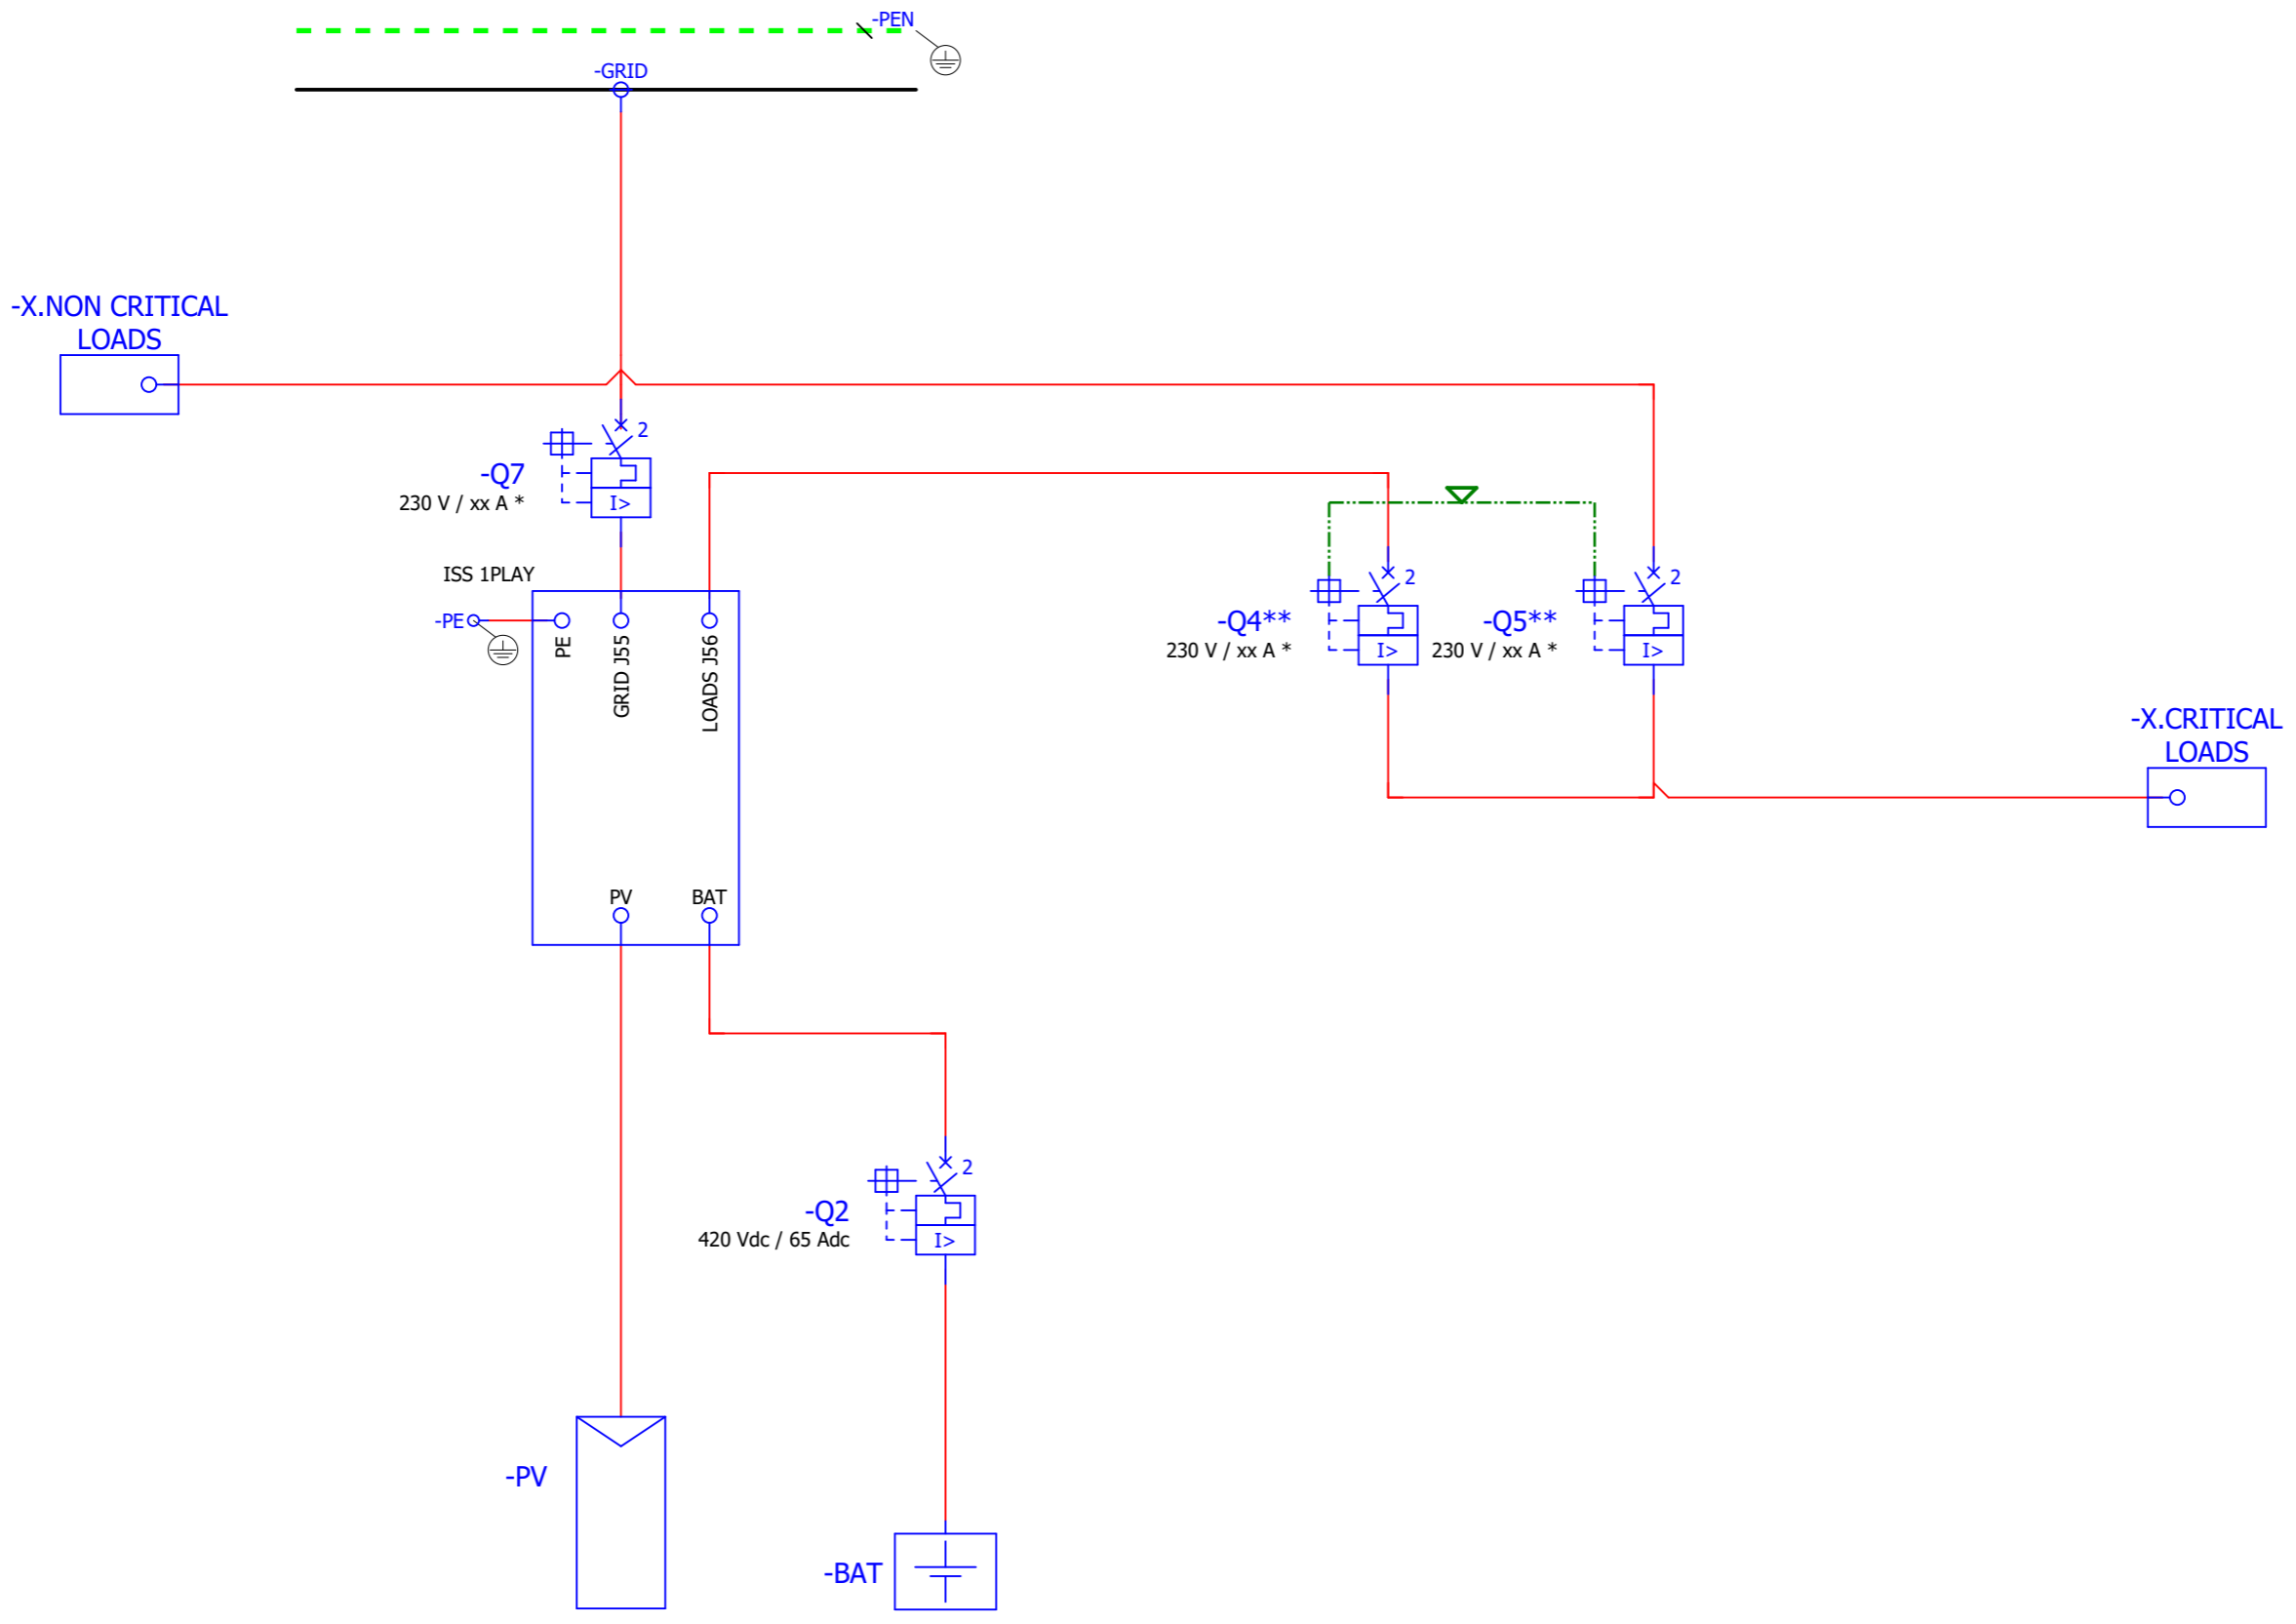 -PEN
-GRID
-X.NON CRITICAL
LOADS
2
-Q7
230 V / xx A *
I>
ISS 1PLAY
-PE
PE
GRID J55
LOADS J56
2
-Q4**
230 V / xx A *
I>
2
-Q5**
230 V / xx A *
I>
-X.CRITICAL
LOADS
PV
BAT
2
-Q2
420 Vdc / 65 Adc
I>
-PV
-BAT